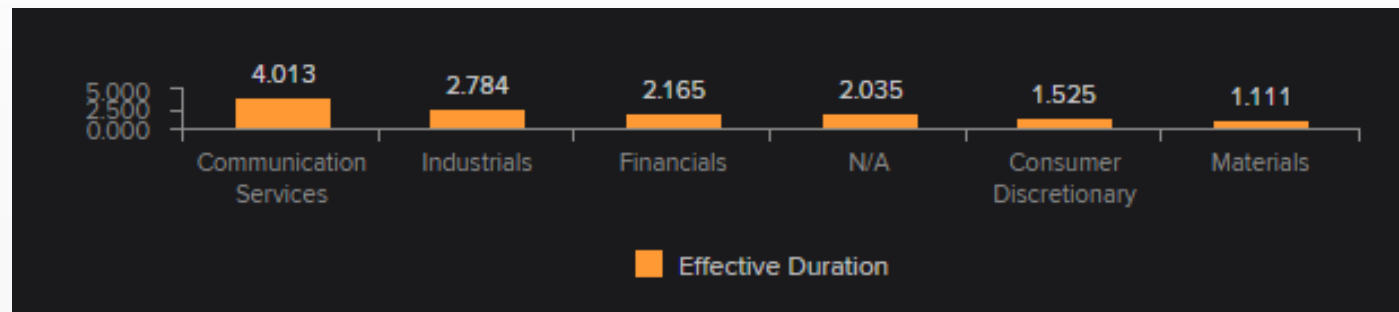 4.013
2.784
2.165
2.035
1.525
1.111
5.000
2.500
0.000
Communication Services
Industrials
Financials
N/A
Consumer Discretionary
Materials
Effective Duration